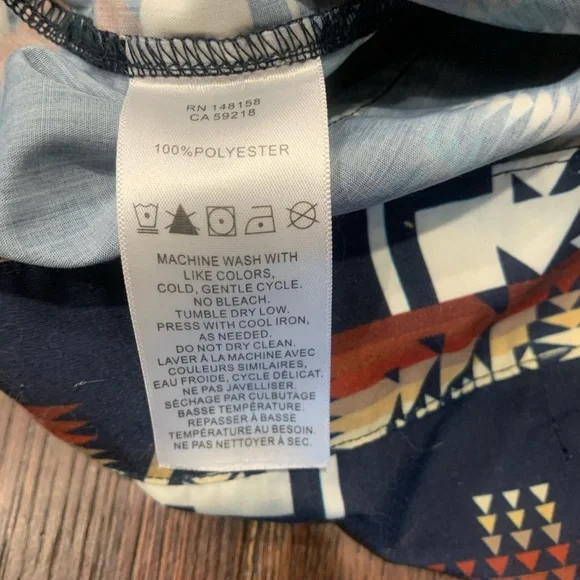 RN 148158
CA 59218
100%POLYESTER
MACHINE WASH WITH
LIKE COLORS,
COLD, GENTLE CYCLE.
NO BLEACH.
TUMBLE DRY LOW.
PRESS WITH COOL IRON,
AS NEEDED.
DO NOT DRY CLEAN.
LAVER À LA MACHINE AVEC
COULEURS SIMILAIRES,
EAU FROIDE, CYCLE DÉLICAT.
NE PAS JAVELLISER.
SÉCHAGE PAR CULBUTAGE
BASSE TEMPÉRATURE.
REPASSER À BASSE
TEMPÉRATURE AU BESOIN.
NE PAS NETTOYER À SEC.